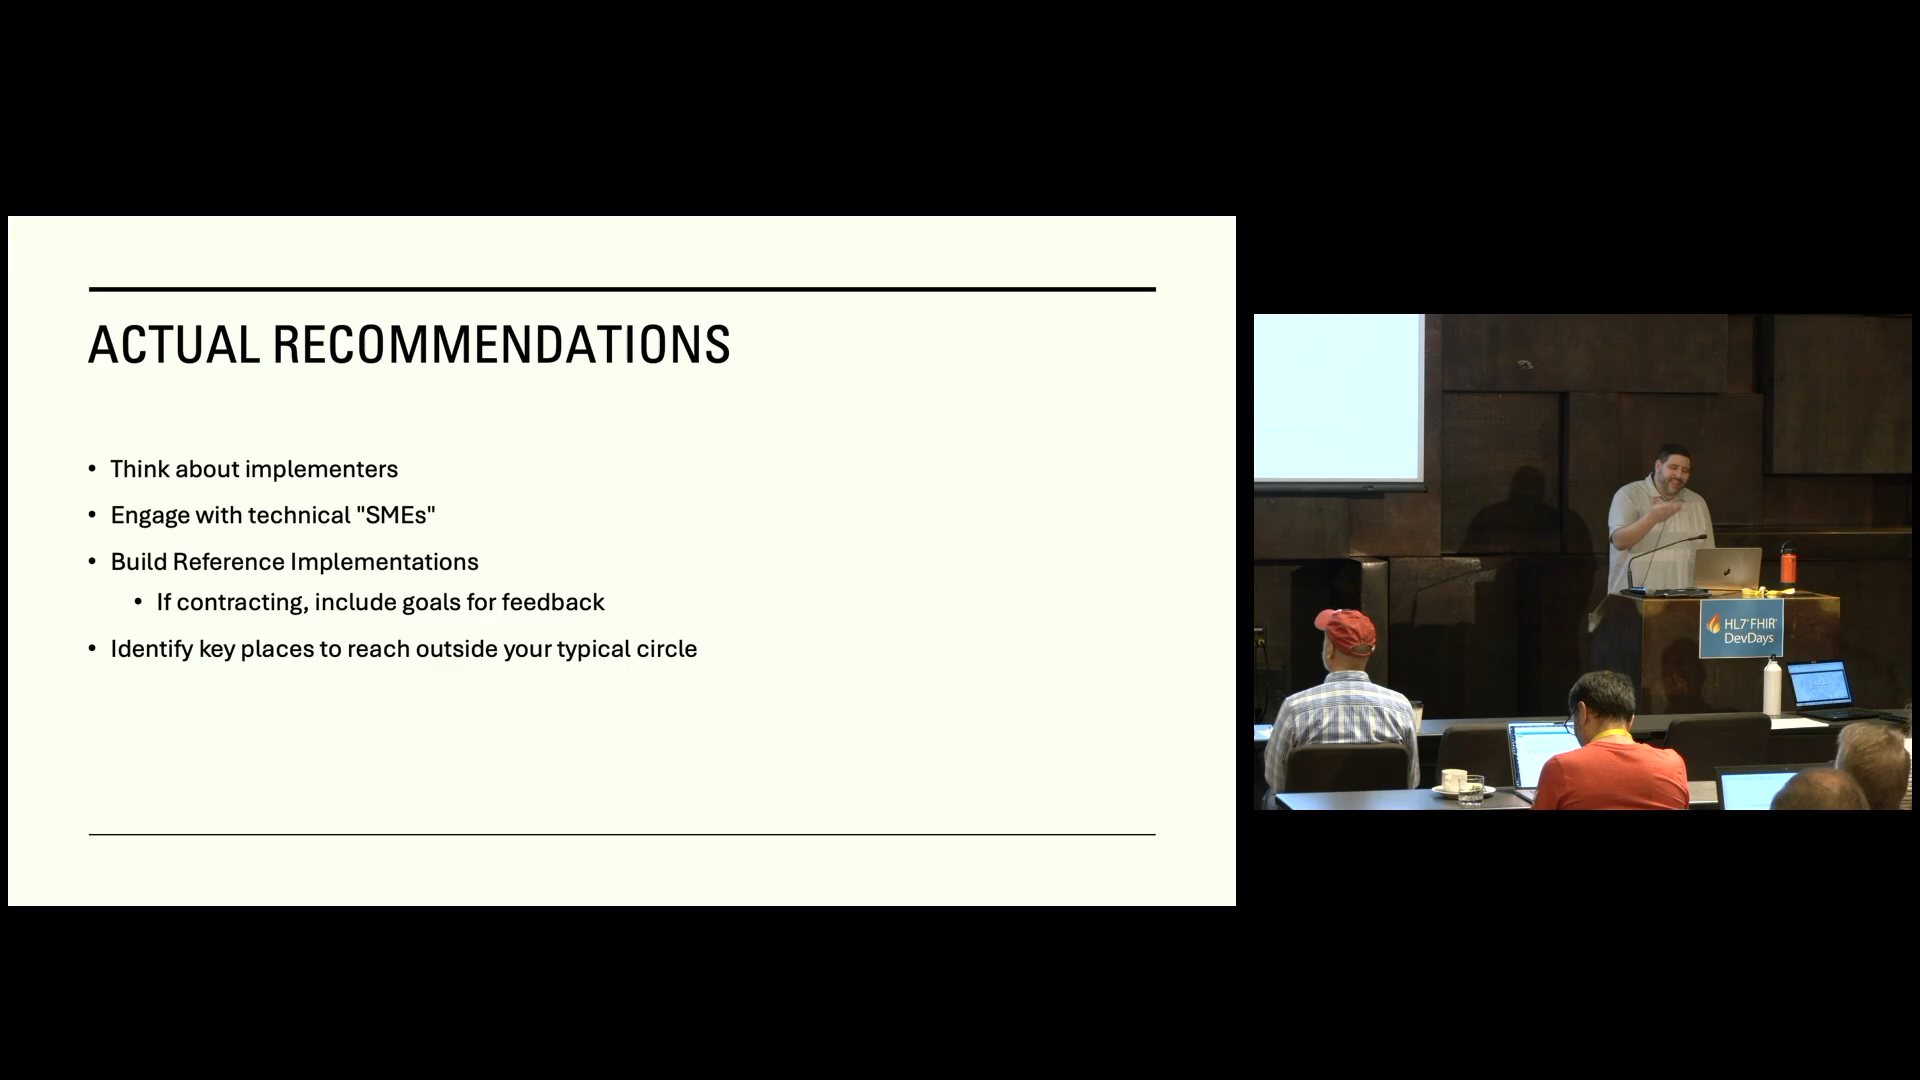 ACTUAL RECOMMENDATIONS
• Think about implementers
• Engage with technical "SMEs"
• Build Reference Implementations
• If contracting, include goals for feedback
• Identify key places to reach outside your typical circle
HL7® FHIR®
DevDays